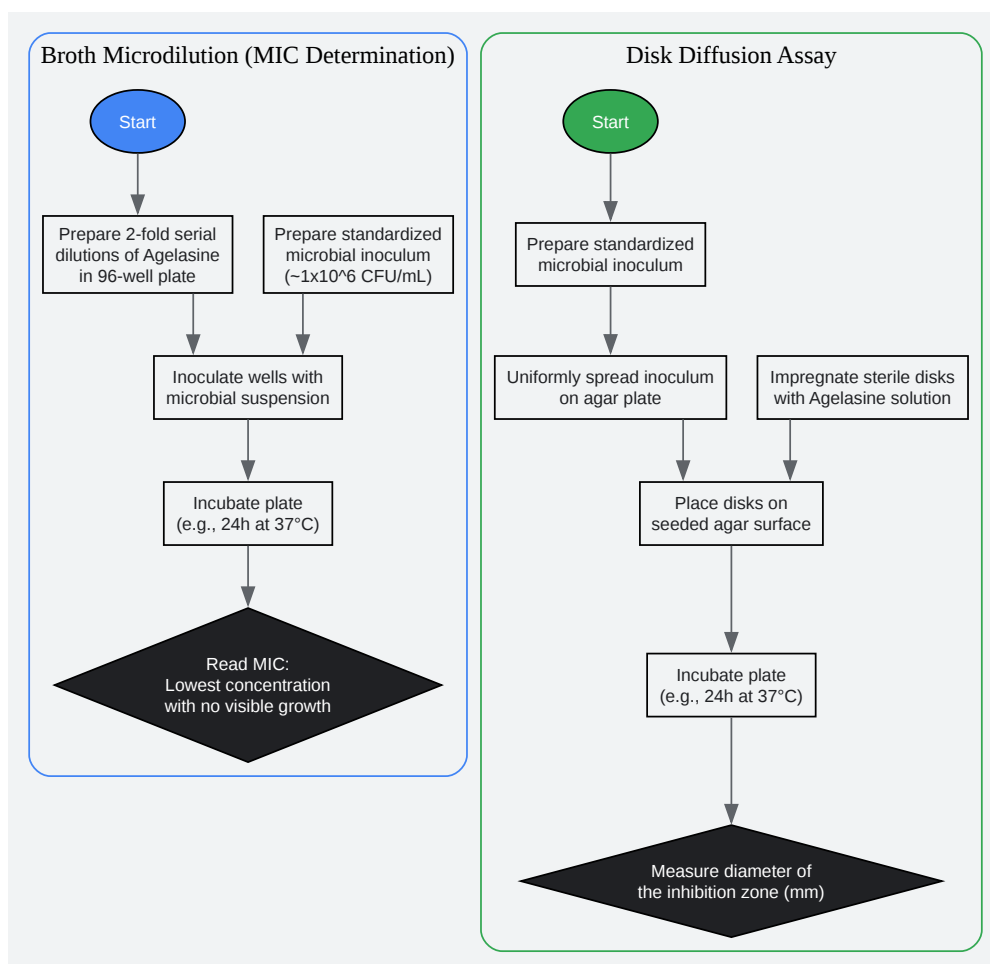 Broth Microdilution (MIC Determination)
Start
Prepare 2-fold serial
dilutions of Agelasine
in 96-well plate
Prepare standardized
microbial inoculum
(~1x10^6 CFU/mL)
Inoculate wells with
microbial suspension
Incubate plate
(e.g., 24h at 37°C)
Read MIC:
Lowest concentration
with no visible growth
Disk Diffusion Assay
Start
Prepare standardized
microbial inoculum
Uniformly spread inoculum
on agar plate
Impregnate sterile disks
with Agelasine solution
Place disks on
seeded agar surface
Incubate plate
(e.g., 24h at 37°C)
Measure diameter of
the inhibition zone (mm)